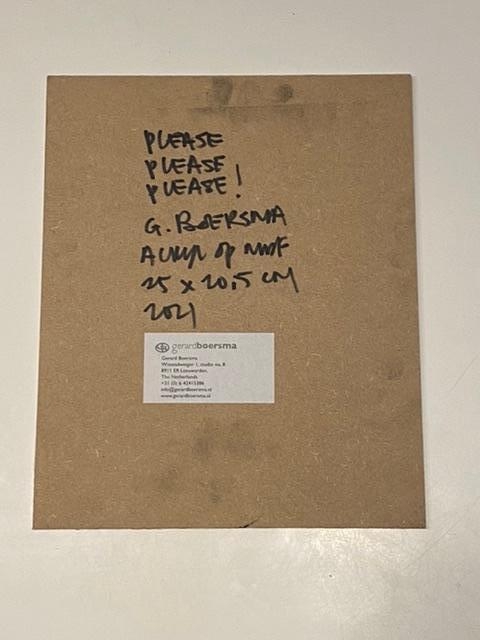 PLEASE
PLEASE
PLEASE!
G. BOERSMA
ACRYL op MDF
25 x 20,5 CM
2021
gerardboersma
Gerard Boersma
The Netherlands
info@gerardboersma.nl
www.gerardboersma.nl